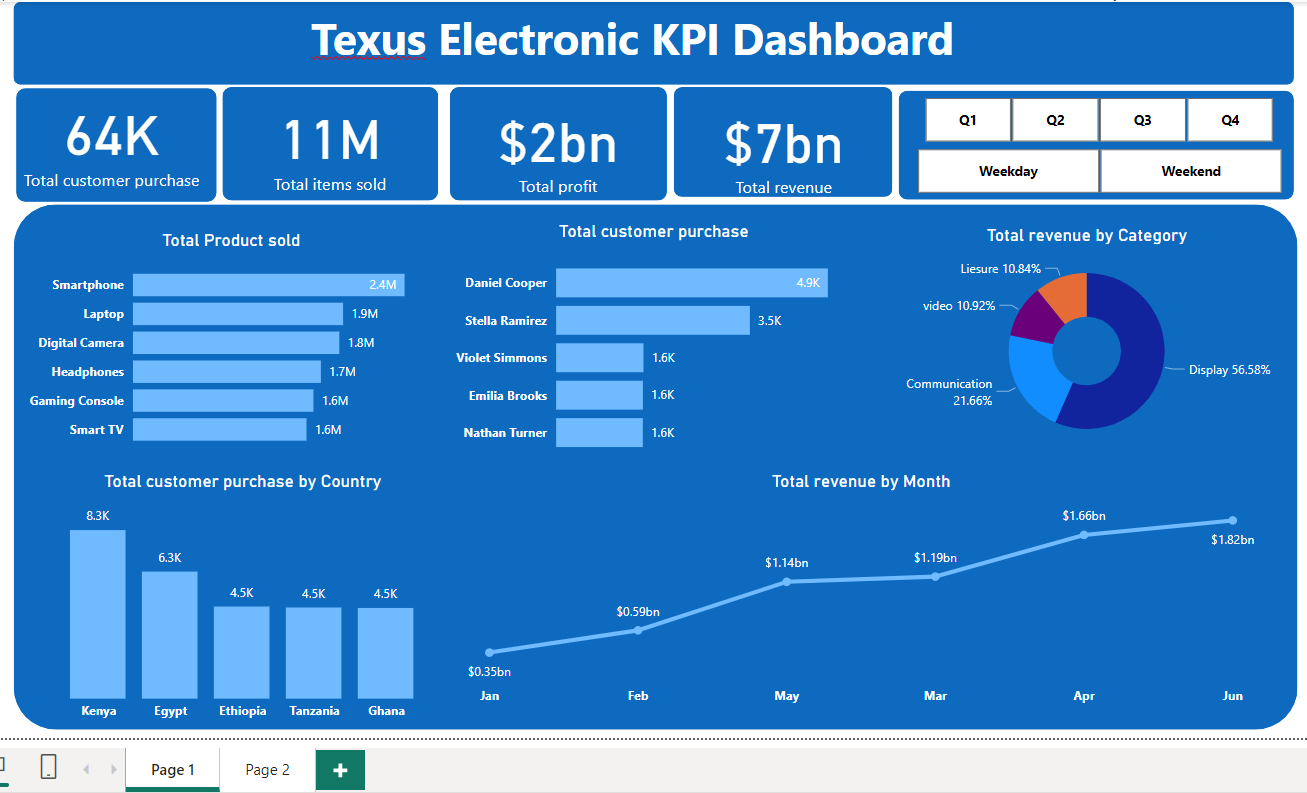 Texus Electronic KPI Dashboard
64K
Total customer purchase
11M
Total items sold
$2bn
Total profit
$7bn
Total revenue
Q1
Q2
Q3
Q4
Weekday
Weekend
Total Product sold
Smartphone 2.4M
Laptop 1.9M
Digital Camera 1.8M
Headphones 1.7M
Gaming Console 1.6M
Smart TV 1.6M
Total customer purchase
Daniel Cooper 4.9K
Stella Ramirez 3.5K
Violet Simmons 1.6K
Emilia Brooks 1.6K
Nathan Turner 1.6K
Total revenue by Category
Liesure 10.84%
video 10.92%
Communication
21.66%
Display 56.58%
Total customer purchase by Country
8.3K
6.3K
4.5K
4.5K
4.5K
Kenya
Egypt
Ethiopia
Tanzania
Ghana
Total revenue by Month
$0.35bn
$0.59bn
$1.14bn
$1.19bn
$1.66bn
$1.82bn
Jan
Feb
May
Mar
Apr
Jun
Page 1
Page 2